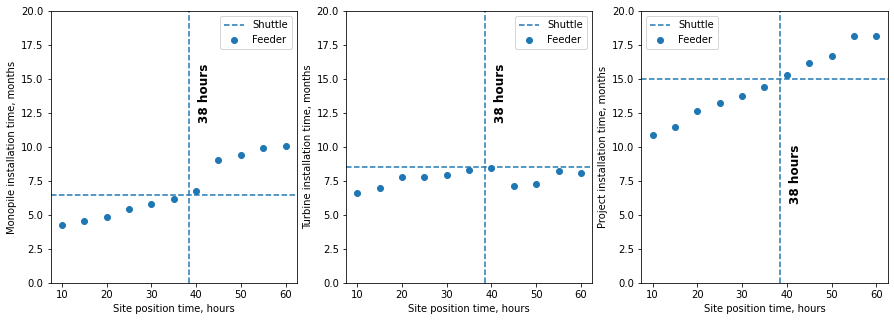 Monopile installation time, months
20.0
17.5
15.0
12.5
10.0
7.5
5.0
2.5
0.0
Shuttle
Feeder
38 hours
10 20 30 40 50 60
Site position time, hours
Turbine installation time, months
20.0
17.5
15.0
12.5
10.0
7.5
5.0
2.5
0.0
Shuttle
Feeder
38 hours
10 20 30 40 50 60
Site position time, hours
Project installation time, months
20.0
17.5
15.0
12.5
10.0
7.5
5.0
2.5
0.0
Shuttle
Feeder
38 hours
10 20 30 40 50 60
Site position time, hours